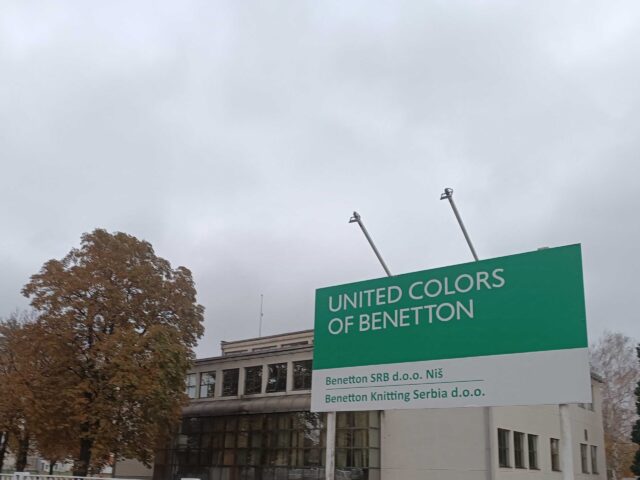 UNITED COLORS
OF BENETTON
Benetton SRB d.o.o. Niš
Benetton Knitting Serbia d.o.o.